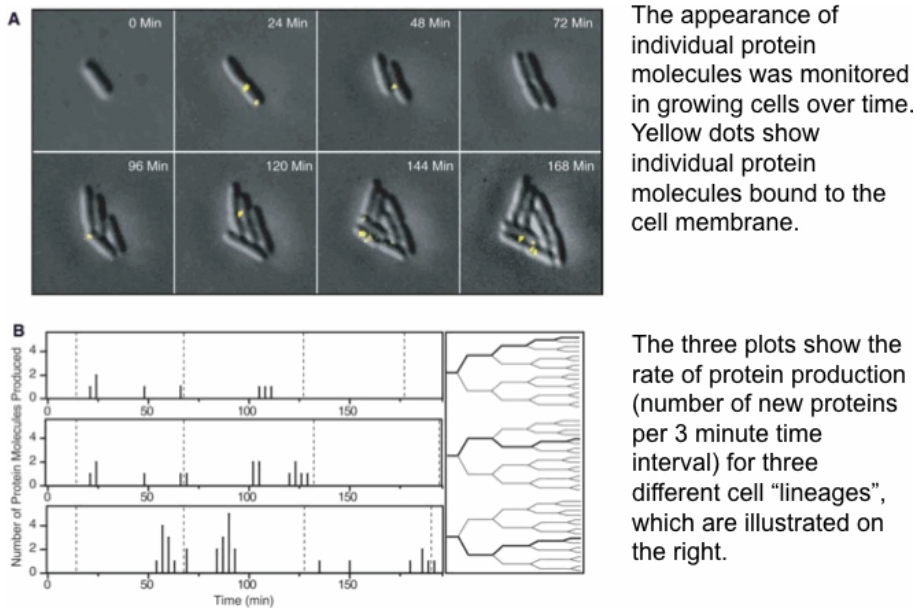 A
0 Min
24 Min
48 Min
72 Min
96 Min
120 Min
144 Min
168 Min
The appearance of
individual protein
molecules was monitored
in growing cells over time.
Yellow dots show
individual protein
molecules bound to the
cell membrane.
B
Number of Protein Molecules Produced
4
2
0
0
50
100
150
4
2
0
0
50
100
150
4
2
0
0
50
100
150
Time (min)
The three plots show the
rate of protein production
(number of new proteins
per 3 minute time
interval) for three
different cell “lineages”,
which are illustrated on
the right.